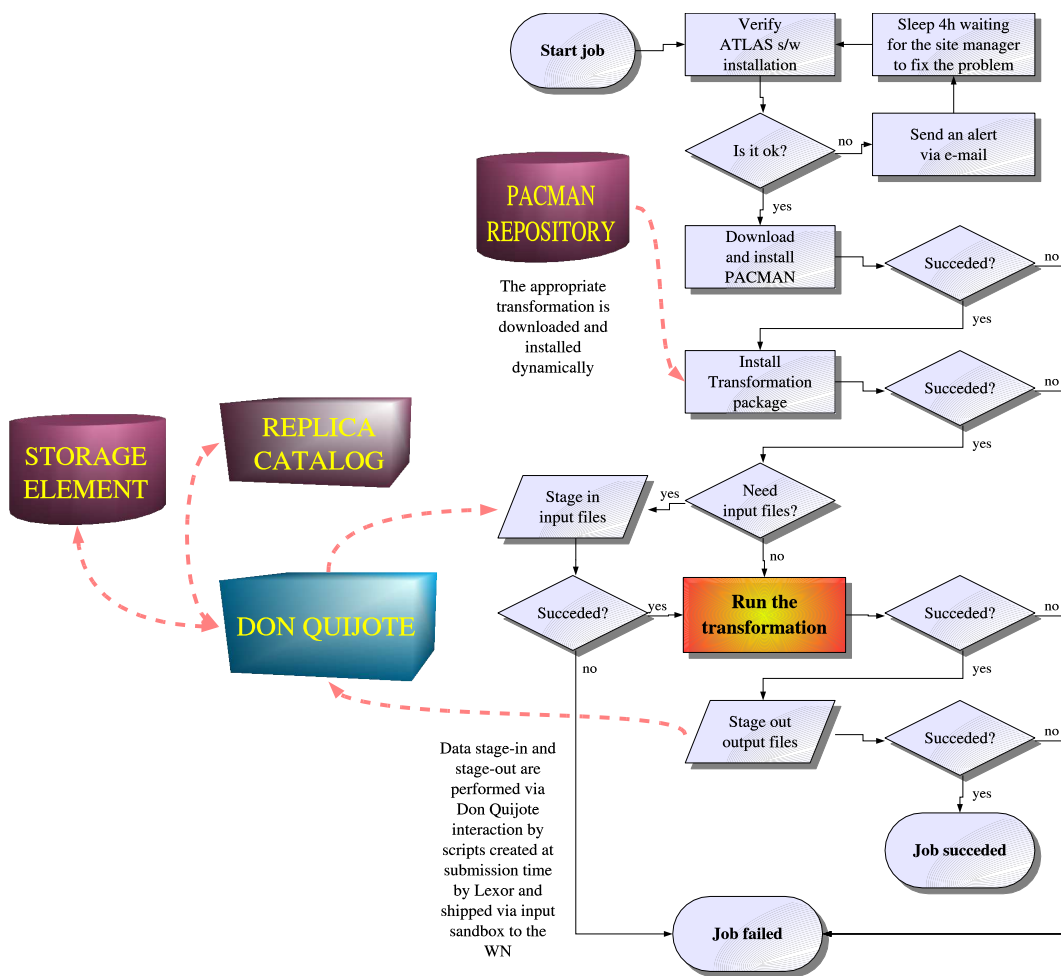 Start job
Verify
ATLAS s/w
installation
Sleep 4h waiting
for the site manager
to fix the problem
Is it ok?
no
Send an alert
via e-mail
yes
PACMAN
REPOSITORY
The appropriate
transformation is
downloaded and
installed
dynamically
Download
and install
PACMAN
Succeded?
no
yes
Install
Transformation
package
Succeded?
no
yes
STORAGE
ELEMENT
REPLICA
CATALOG
Stage in
input files
yes
Need
input files?
no
DON QUIJOTE
Succeded?
yes
no
Run the
transformation
Succeded?
no
yes
Stage out
output files
Succeded?
no
yes
Data stage-in and
stage-out are
performed via
Don Quijote
interaction by
scripts created at
submission time
by Lexor and
shipped via input
sandbox to the
WN
Job succeded
Job failed